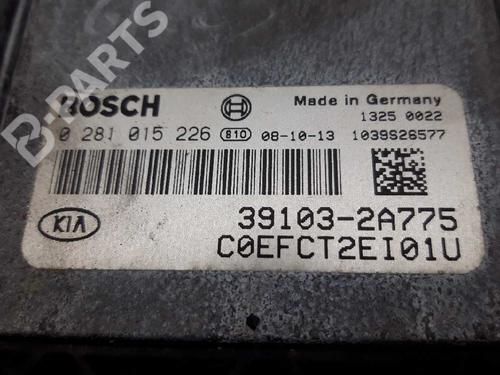 B-PARTS
BOSCH
Made in Germany
1325 0022
0 281 015 226 810 08-10-13 1039S26577
KIA
39103-2A775
C0EFCT2EI01U